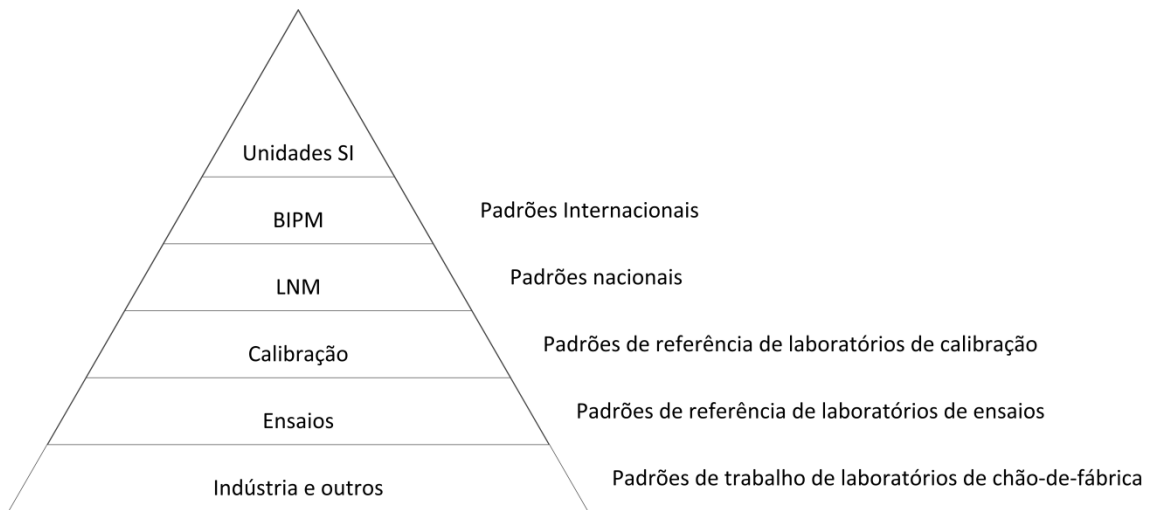 Unidades SI
BIPM
Padrões Internacionais
LNM
Padrões nacionais
Calibração
Padrões de referência de laboratórios de calibração
Ensaios
Padrões de referência de laboratórios de ensaios
Indústria e outros
Padrões de trabalho de laboratórios de chão-de-fábrica